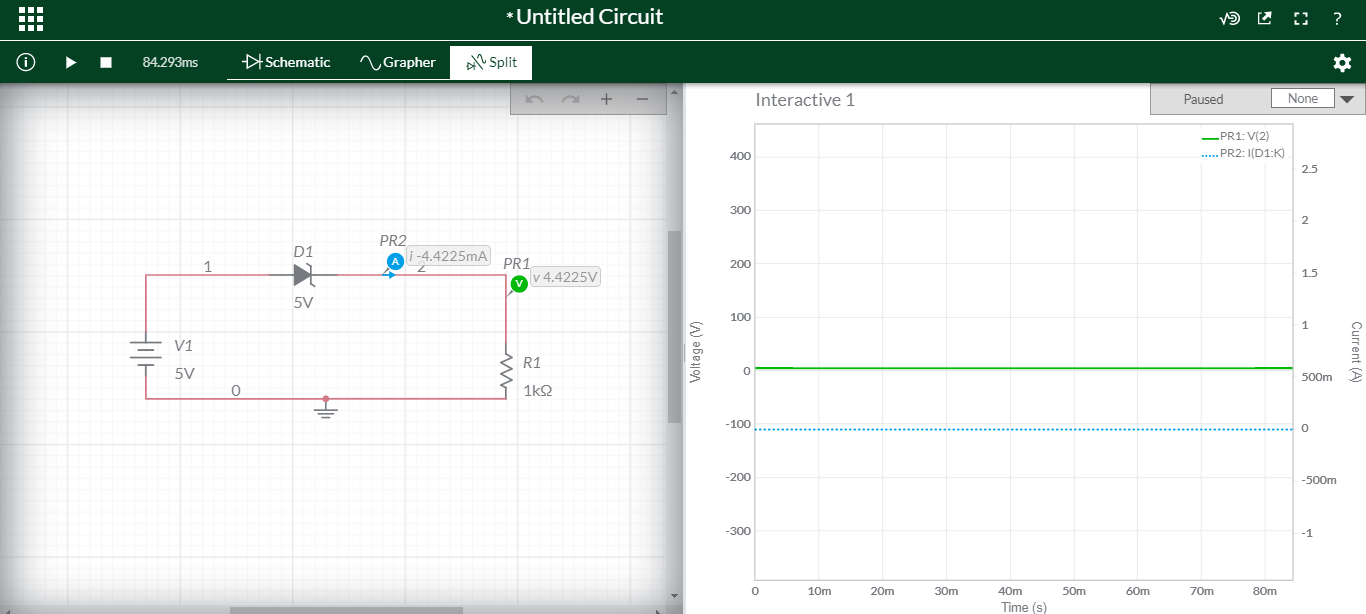 *Untitled Circuit
?
84.293ms
Schematic
Grapher
Split
Interactive 1
Paused
None
PR1: V(2)
PR2: I(D1:K)
D1
5V
1
PR2
A
i -4.4225mA
2
PR1
V
v 4.4225V
V1
5V
R1
1kΩ
0
Voltage (V)
400
300
200
100
0
-100
-200
-300
Current (A)
2.5
2
1.5
1
500m
0
-500m
-1
0 10m 20m 30m 40m 50m 60m 70m 80m
Time (s)